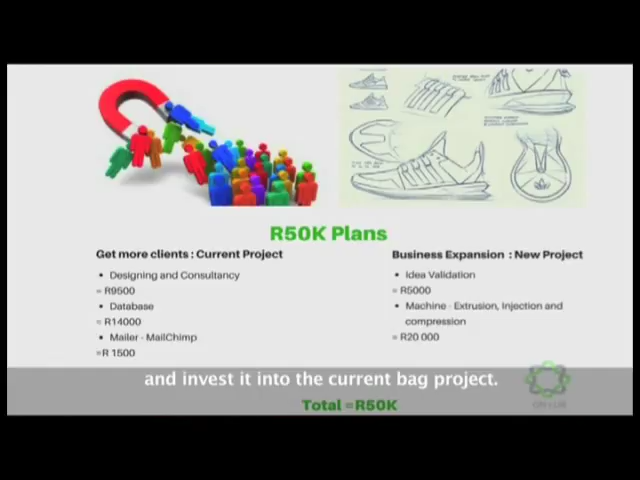 R50K Plans
Get more clients : Current Project
• Designing and Consultancy
= R9500
• Database
= R14000
• Mailer - MailChimp
=R 1500
Business Expansion : New Project
• Idea Validation
= R5000
• Machine - Extrusion, Injection and
compression
= R20 000
and invest it into the current bag project.
Total =R50K